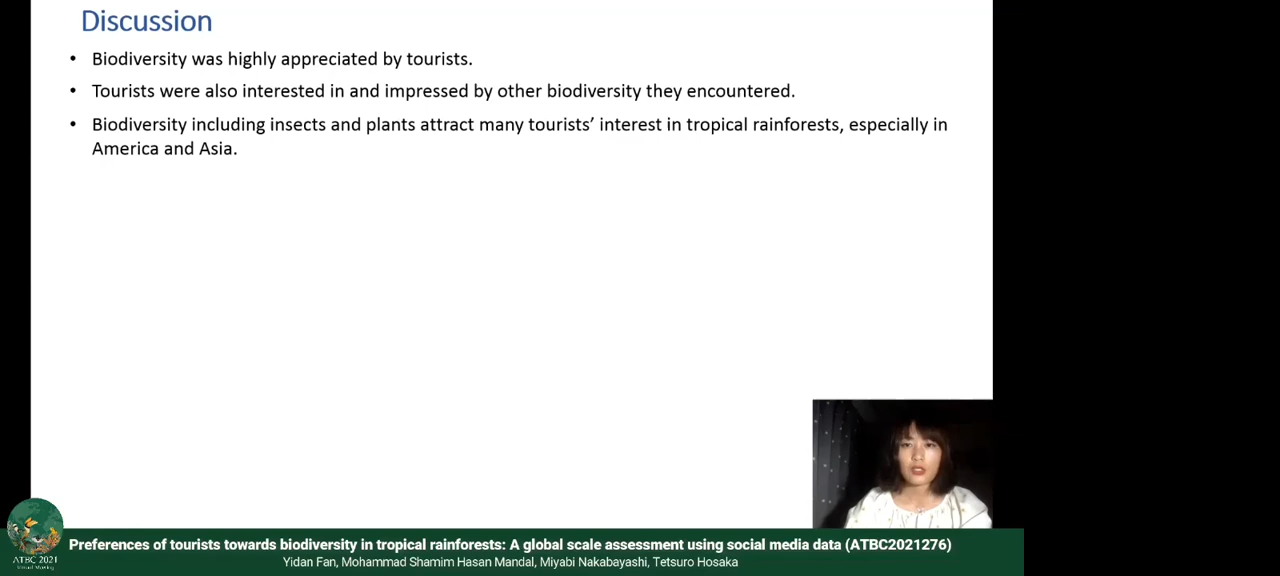 Discussion
• Biodiversity was highly appreciated by tourists.
• Tourists were also interested in and impressed by other biodiversity they encountered.
• Biodiversity including insects and plants attract many tourists’ interest in tropical rainforests, especially in
America and Asia.
ATBC 2021
Preferences of tourists towards biodiversity in tropical rainforests: A global scale assessment using social media data (ATBC2021276)
Yidan Fan, Mohammad Shamim Hasan Mandal, Miyabi Nakabayashi, Tetsuro Hosaka